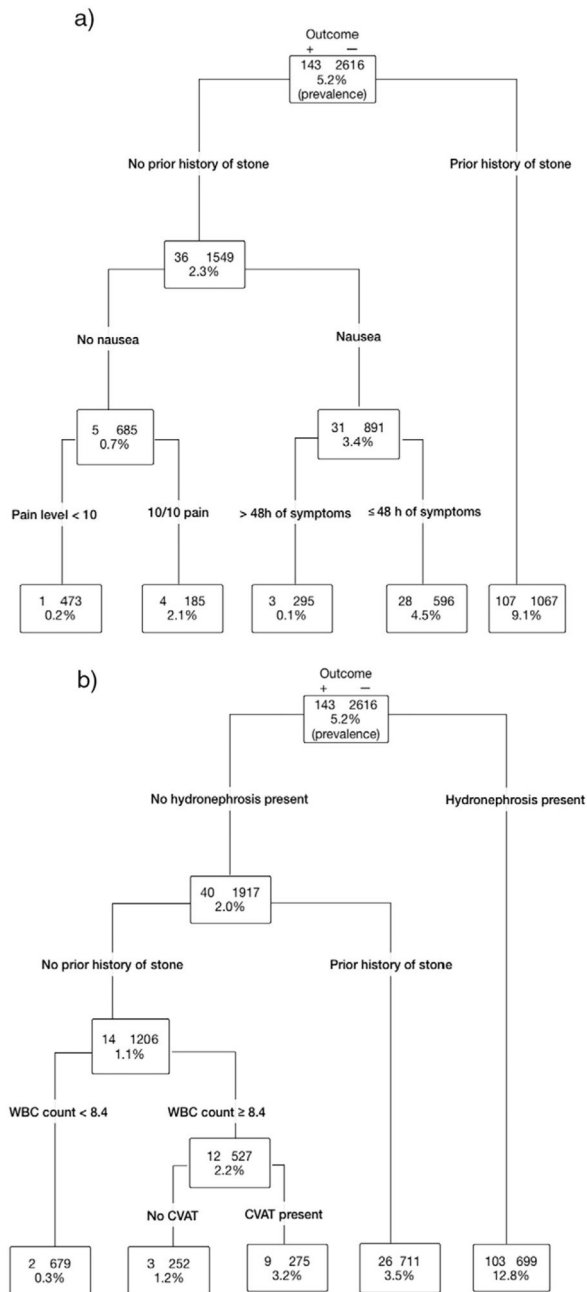 a)
Outcome
+ −
143 2616
5.2%
(prevalence)
No prior history of stone Prior history of stone
36 1549
2.3%
No nausea Nausea
5 685
0.7%
31 891
3.4%
Pain level < 10 10/10 pain > 48h of symptoms ≤ 48 h of symptoms
1 473
0.2%
4 185
2.1%
3 295
0.1%
28 596
4.5%
107 1067
9.1%
b)
Outcome
+ −
143 2616
5.2%
(prevalence)
No hydronephrosis present Hydronephrosis present
40 1917
2.0%
No prior history of stone Prior history of stone
14 1206
1.1%
WBC count < 8.4 WBC count ≥ 8.4
12 527
2.2%
No CVAT CVAT present
2 679
0.3%
3 252
1.2%
9 275
3.2%
26 711
3.5%
103 699
12.8%